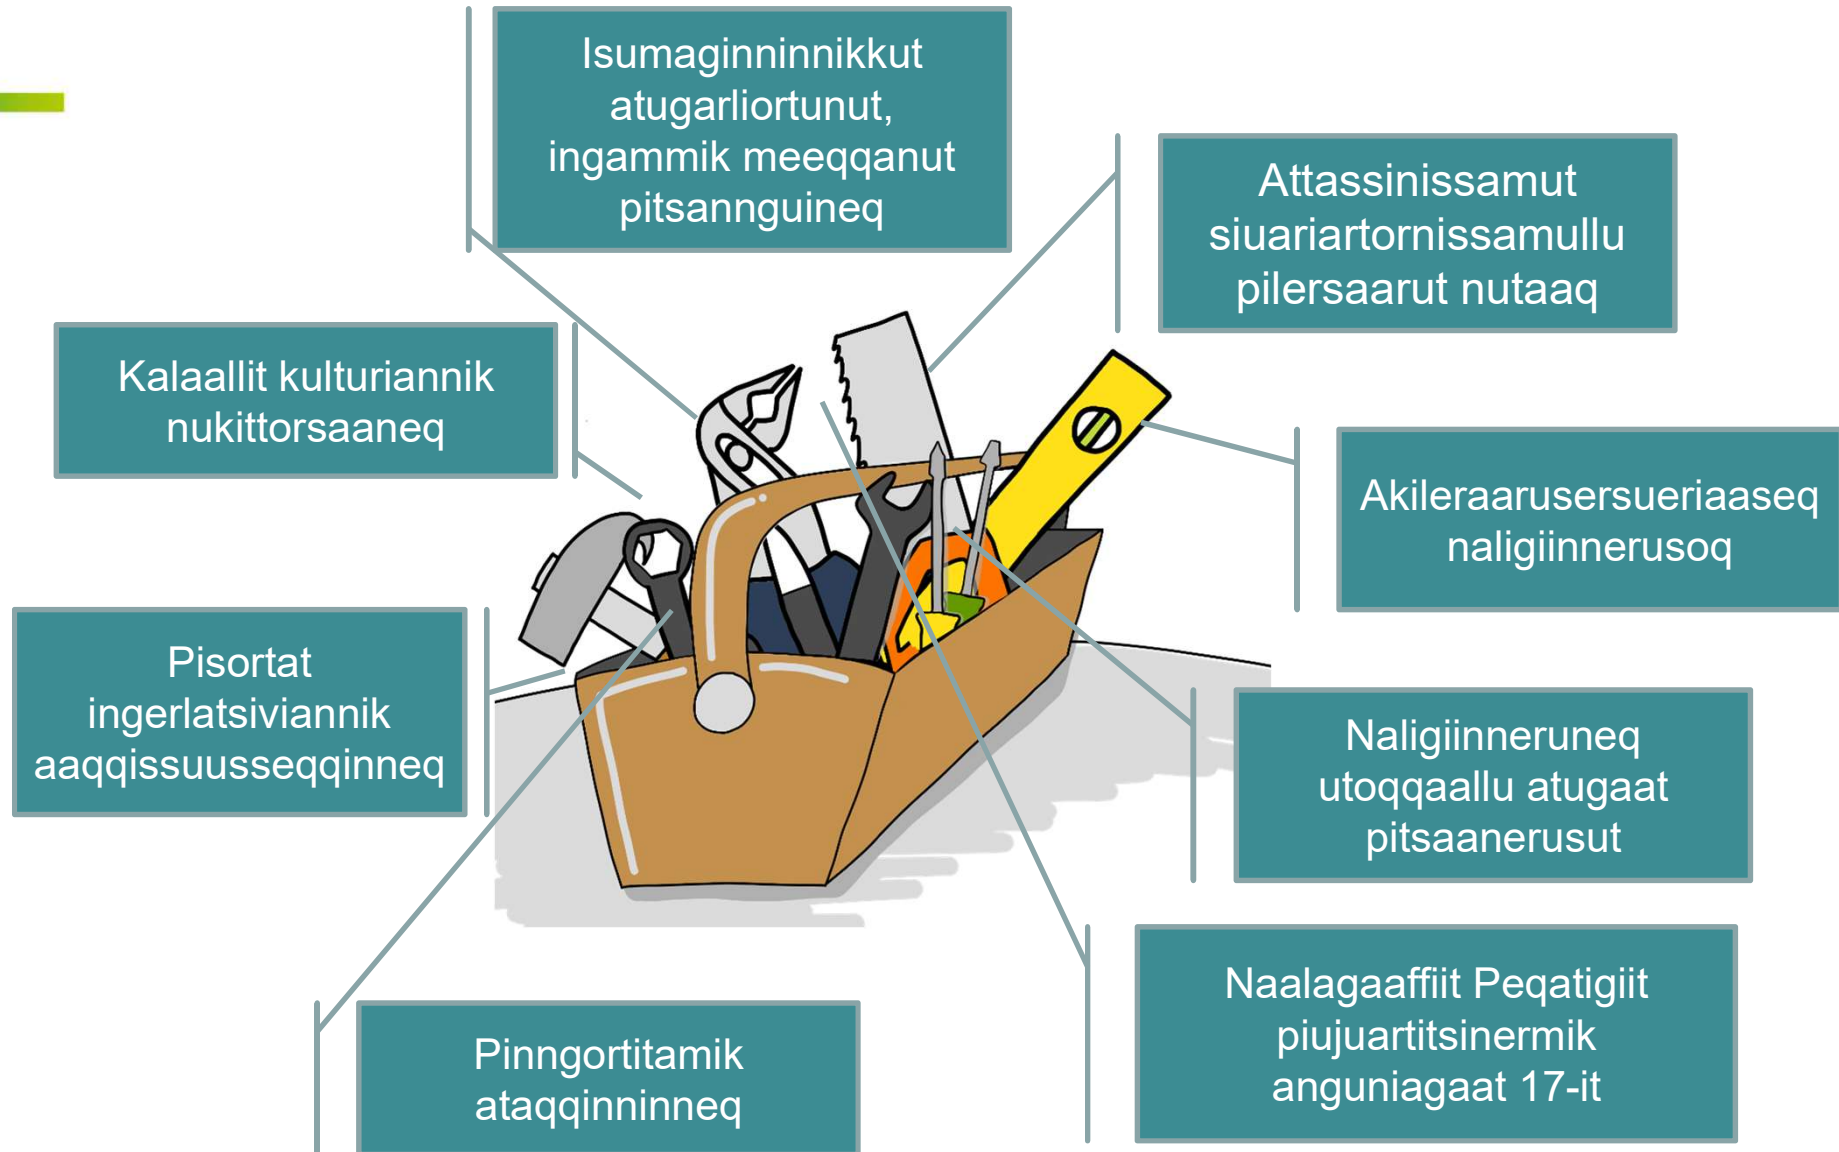 Isumaginninnikkut
atugarliortunut,
ingammik meeqqanut
pitsannguineq
Attassinissamut
siuariartornissamullu
pilersaarut nutaaq
Kalaallit kulturiannik
nukittorsaaneq
Akileraarusersueriaaseq
naligiinnerusoq
Pisortat
ingerlatsiviannik
aaqqissuusseqqinneq
Naligiinneruneq
utoqqaallu atugaat
pitsaanerusut
Naalagaaffiit Peqatigiit
piujuartitsinermik
anguniagaat 17-it
Pinngortitamik
ataqqinninneq